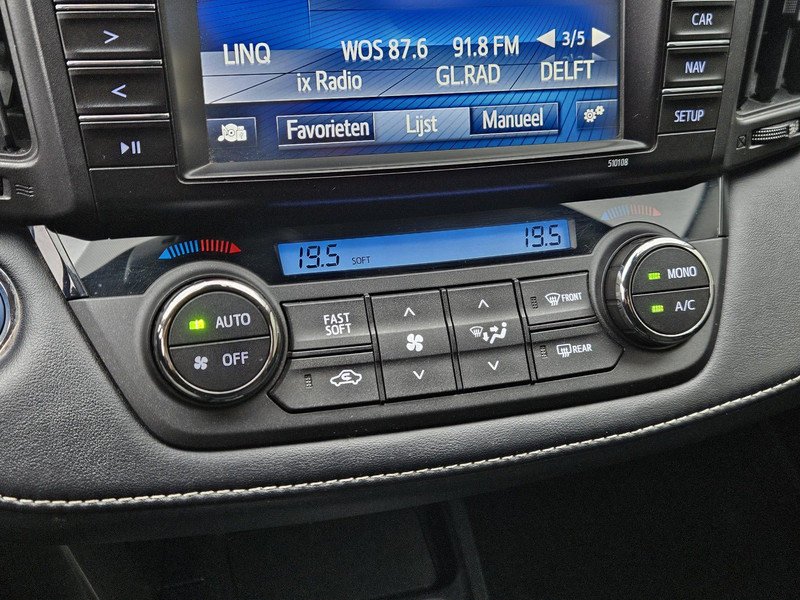 CAR
NAV
SETUP
LINQ WOS 87.6 91.8 FM 3/5
ix Radio GL.RAD DELFT
Favorieten Lijst Manueel
510108
19.5 SOFT 19.5
AUTO
OFF
FAST
SOFT
FRONT
REAR
MONO
A/C